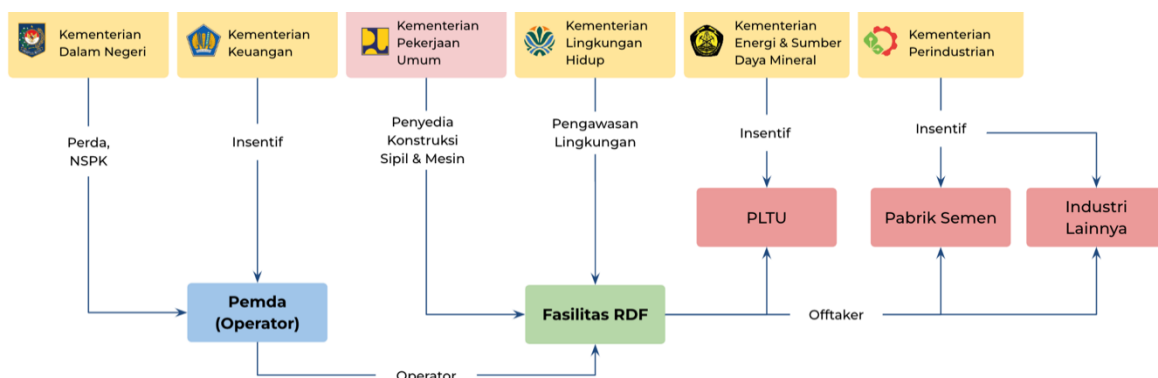 Kementerian
Dalam Negeri
Kementerian
Keuangan
Kementerian
Pekerjaan
Umum
Kementerian
Lingkungan
Hidup
Kementerian
Energi & Sumber
Daya Mineral
Kementerian
Perindustrian
Perda,
NSPK
Insentif
Penyedia
Konstruksi
Sipil & Mesin
Pengawasan
Lingkungan
Insentif
Insentif
PLTU
Pabrik Semen
Industri
Lainnya
Pemda
(Operator)
Fasilitas RDF
Offtaker
Operator